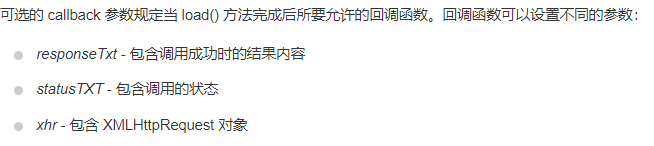 可选的 callback 参数规定当 load() 方法完成后所要允许的回调函数。回调函数可以设置不同的参数：
responseTxt - 包含调用成功时的结果内容
statusTXT - 包含调用的状态
xhr - 包含 XMLHttpRequest 对象